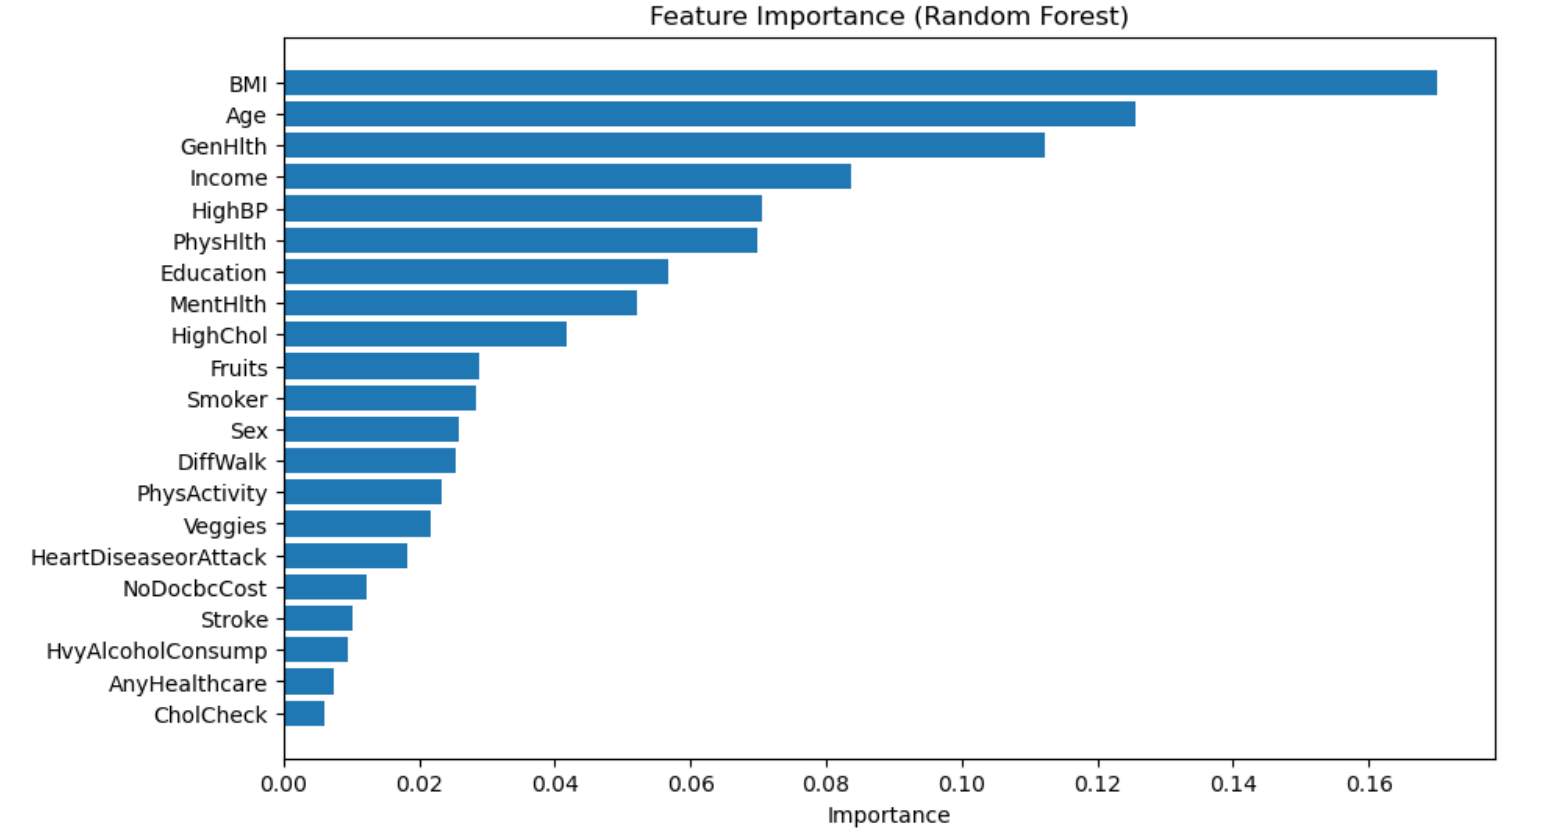 Feature Importance (Random Forest)
BMI
Age
GenHlth
Income
HighBP
PhysHlth
Education
MentHlth
HighChol
Fruits
Smoker
Sex
DiffWalk
PhysActivity
Veggies
HeartDiseaseorAttack
NoDocbcCost
Stroke
HvyAlcoholConsump
AnyHealthcare
CholCheck
0.00 0.02 0.04 0.06 0.08 0.10 0.12 0.14 0.16
Importance